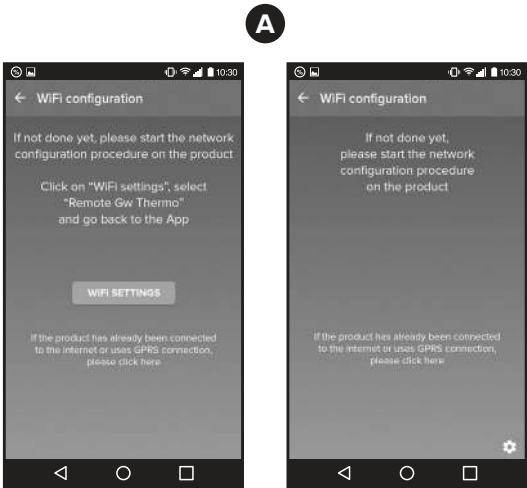 A
10:30
WiFi configuration
If not done yet, please start the network
configuration procedure on the product
Click on "WiFi settings", select
"Remote Gw Thermo"
and go back to the App
WIFI SETTINGS
If the product has already been connected
to the internet or uses GPRS connection,
please click here
10:30
WiFi configuration
If not done yet,
please start the network
configuration procedure
on the product
If the product has already been connected
to the internet or uses GPRS connection,
please click here